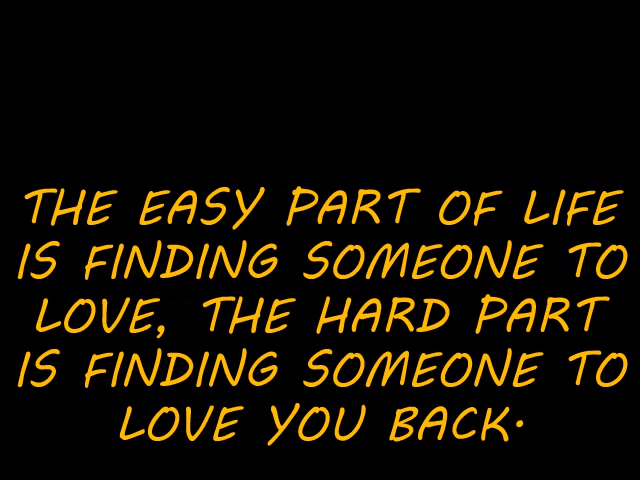 THE EASY PART OF LIFE
IS FINDING SOMEONE TO
LOVE, THE HARD PART
IS FINDING SOMEONE TO
LOVE YOU BACK.